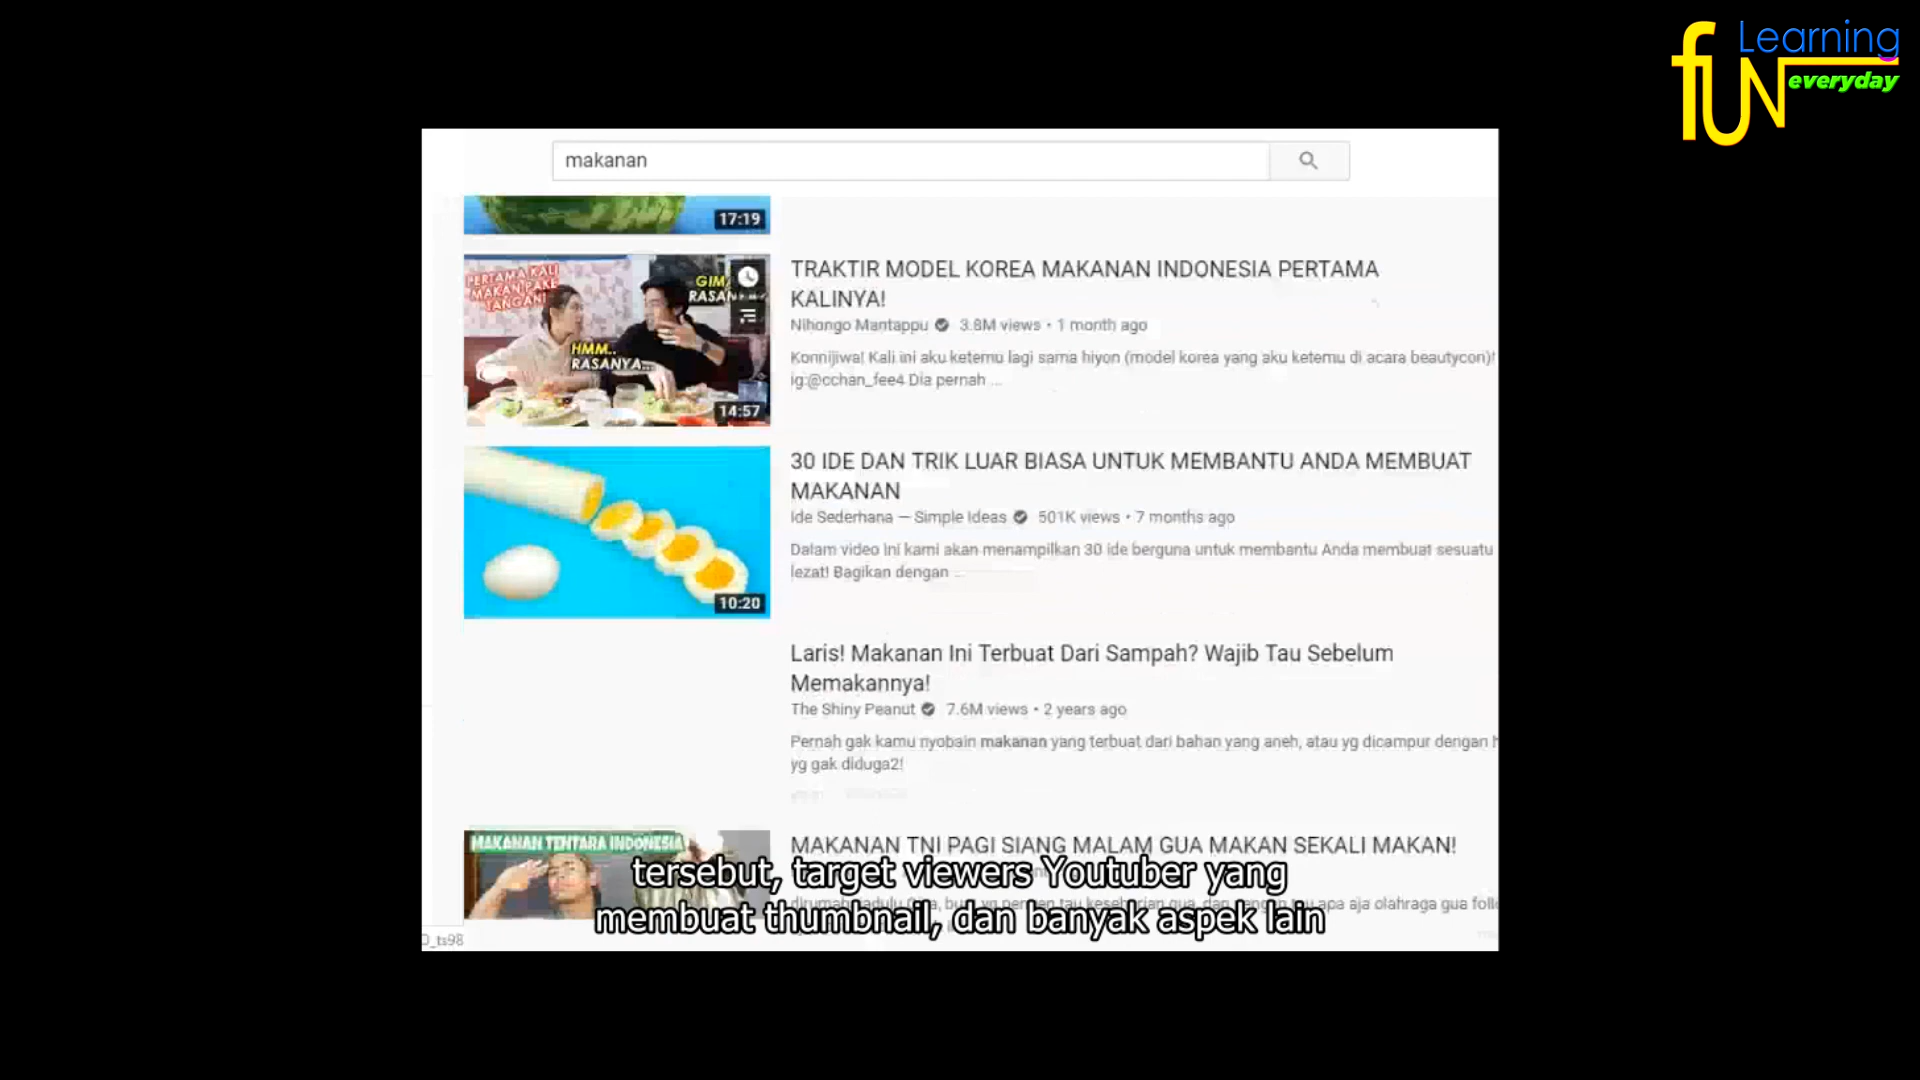 Learning
fUN
everyday
makanan
17:19
PERTAMA KALI
MAKAN PAKE
TANGAN!
HMM..
RASANYA...
14:57
TRAKTIR MODEL KOREA MAKANAN INDONESIA PERTAMA
KALINYA!
Nihongo Mantappu 3.8M views • 1 month ago
Konnijiwa! Kali ini aku ketemu lagi sama hiyon (model korea yang aku ketemu di acara beautycon)!
ig:@cchan_fee4 Dia pernah ...
10:20
30 IDE DAN TRIK LUAR BIASA UNTUK MEMBANTU ANDA MEMBUAT
MAKANAN
Ide Sederhana — Simple Ideas 501K views • 7 months ago
Dalam video ini kami akan menampilkan 30 ide berguna untuk membantu Anda membuat sesuatu
lezat! Bagikan dengan ...
Laris! Makanan Ini Terbuat Dari Sampah? Wajib Tau Sebelum
Memakannya!
The Shiny Peanut 7.6M views • 2 years ago
Pernah gak kamu nyobain makanan yang terbuat dari bahan yang aneh, atau yg dicampur dengan
yg gak diduga2!
MAKANAN TENTARA INDONESIA
MAKANAN TNI PAGI SIANG MALAM GUA MAKAN SEKALI MAKAN!
apa aja olahraga gua
tersebut, target viewers Youtuber yang
membuat thumbnail, dan banyak aspek lain
_ts98